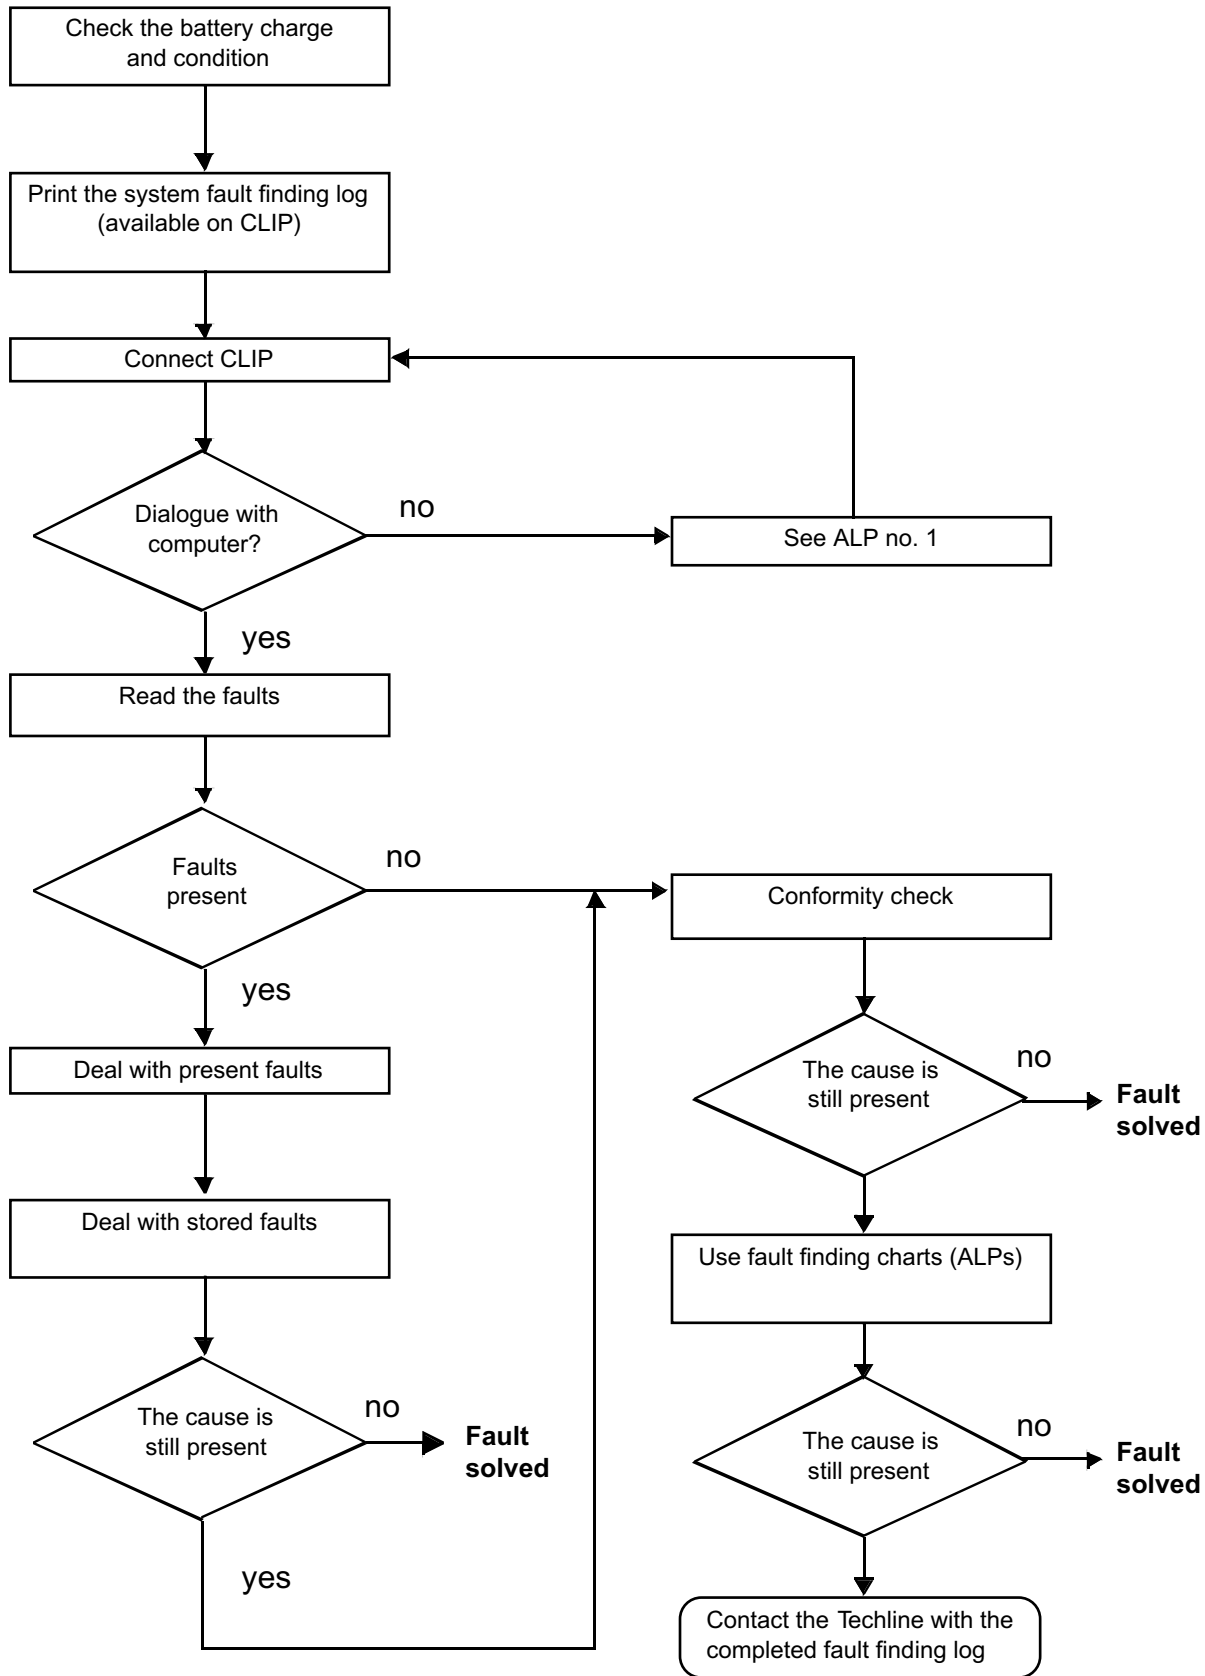 Check the battery charge
and condition
Print the system fault finding log
(available on CLIP)
Connect CLIP
Dialogue with
computer?
no
See ALP no. 1
yes
Read the faults
Faults
present
no
Conformity check
yes
Deal with present faults
The cause is
still present
no
Fault
solved
Deal with stored faults
Use fault finding charts (ALPs)
The cause is
still present
no
Fault
solved
The cause is
still present
no
Fault
solved
yes
Contact the Techline with the
completed fault finding log